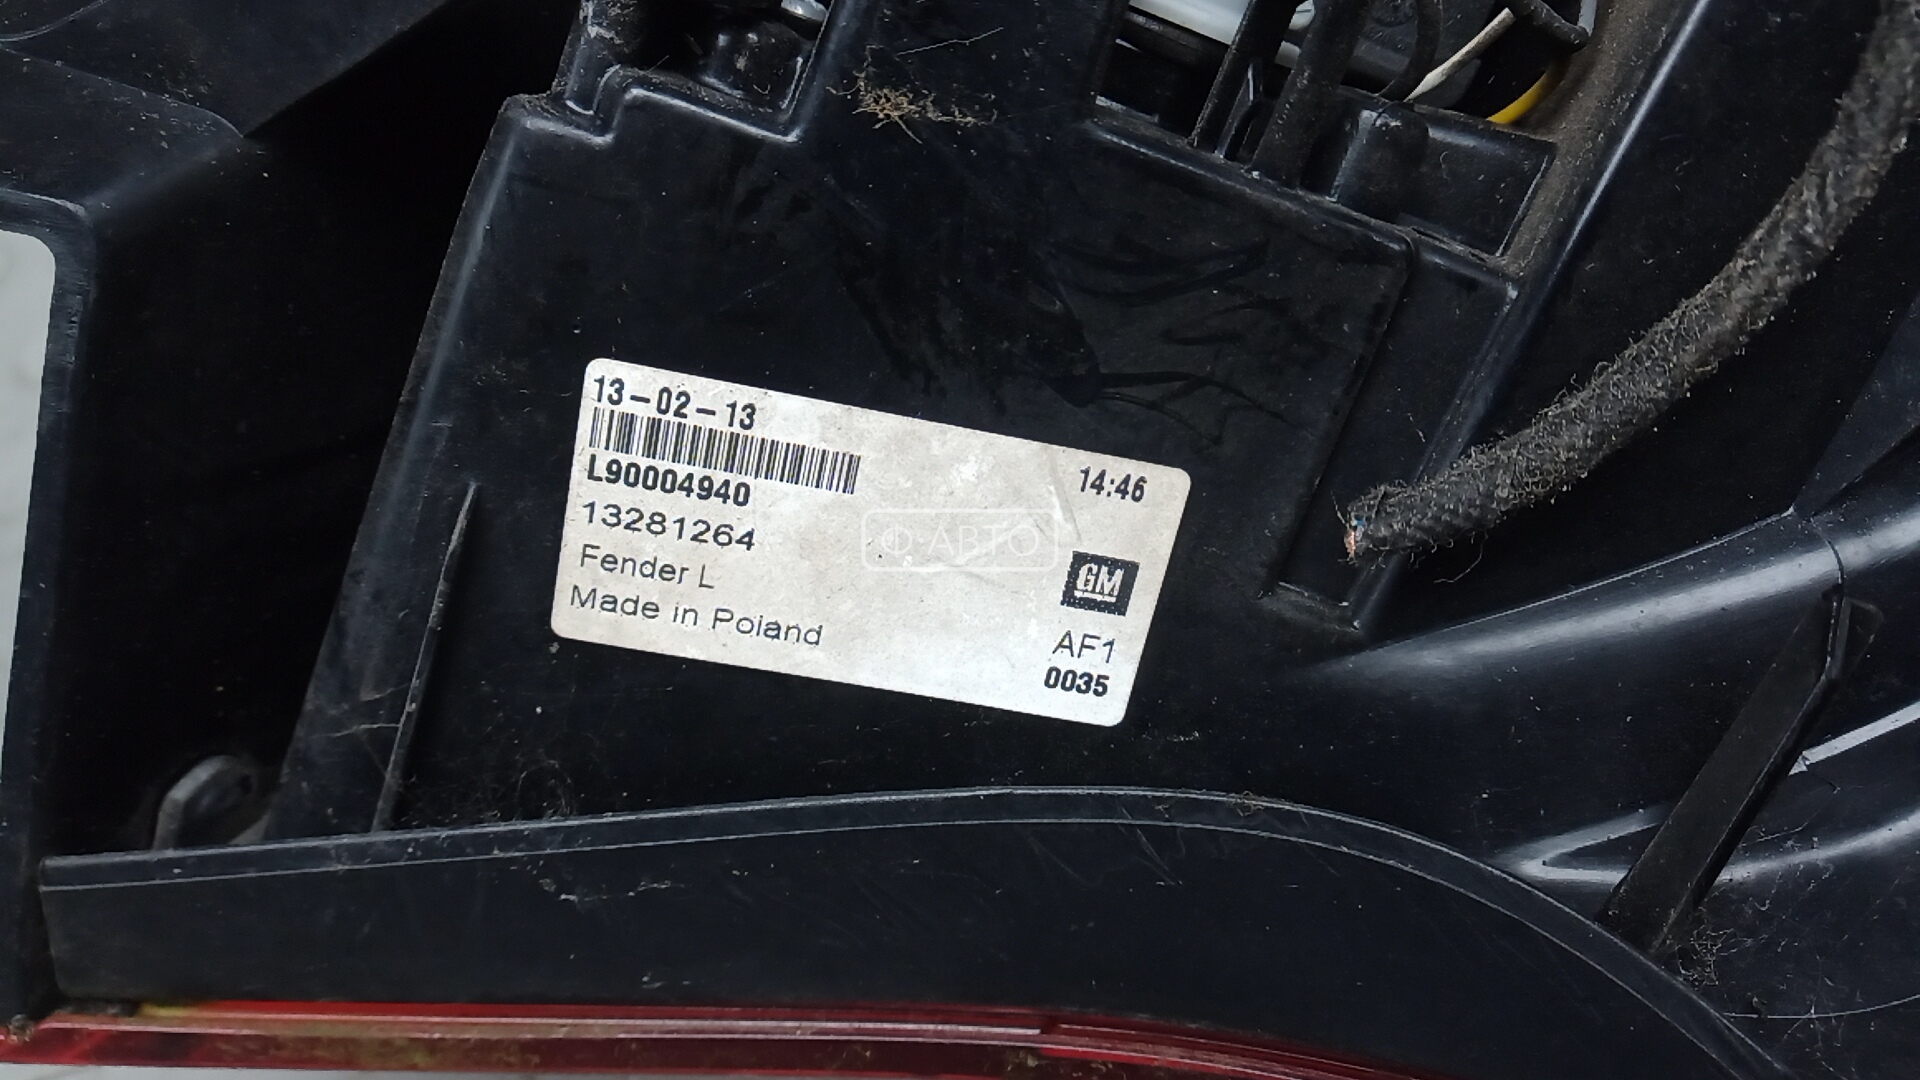 13-02-13
14:46
L90004940
13281264
Fender L
Made in Poland
GM
AF1
0035
Ф-АВТО